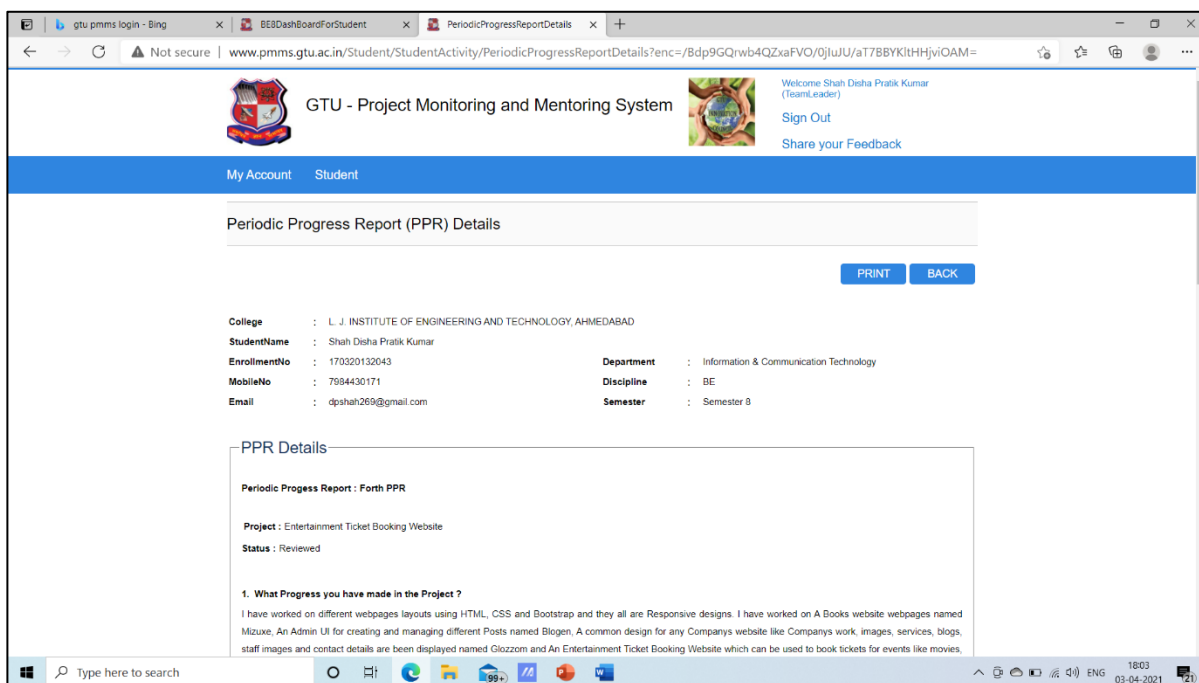 gtu pmms login - Bing
BE8DashBoardForStudent
PeriodicProgressReportDetails
Not secure | www.pmms.gtu.ac.in/Student/StudentActivity/PeriodicProgressReportDetails?enc=/Bdp9GQrwb4QZxaFVO/0jIuJU/aT7BBYKltHHjviOAM=
GTU - Project Monitoring and Mentoring System
Welcome Shah Disha Pratik Kumar
(TeamLeader)
Sign Out
Share your Feedback
My Account Student
Periodic Progress Report (PPR) Details
PRINT BACK
College : L. J. INSTITUTE OF ENGINEERING AND TECHNOLOGY, AHMEDABAD
StudentName : Shah Disha Pratik Kumar
EnrollmentNo : 170320132043 Department : Information & Communication Technology
MobileNo : 7984430171 Discipline : BE
Email : dpshah269@gmail.com Semester : Semester 8
PPR Details
Periodic Progess Report : Forth PPR
Project : Entertainment Ticket Booking Website
Status : Reviewed
1. What Progress you have made in the Project ?
I have worked on different webpages layouts using HTML, CSS and Bootstrap and they all are Responsive designs. I have worked on A Books website webpages named
Mizuxe, An Admin UI for creating and managing different Posts named Blogen, A common design for any Companys website like Companys work, images, services, blogs,
staff images and contact details are been displayed named Glozzom and An Entertainment Ticket Booking Website which can be used to book tickets for events like movies,
Type here to search
99+
ENG
18:03
03-04-2021
21